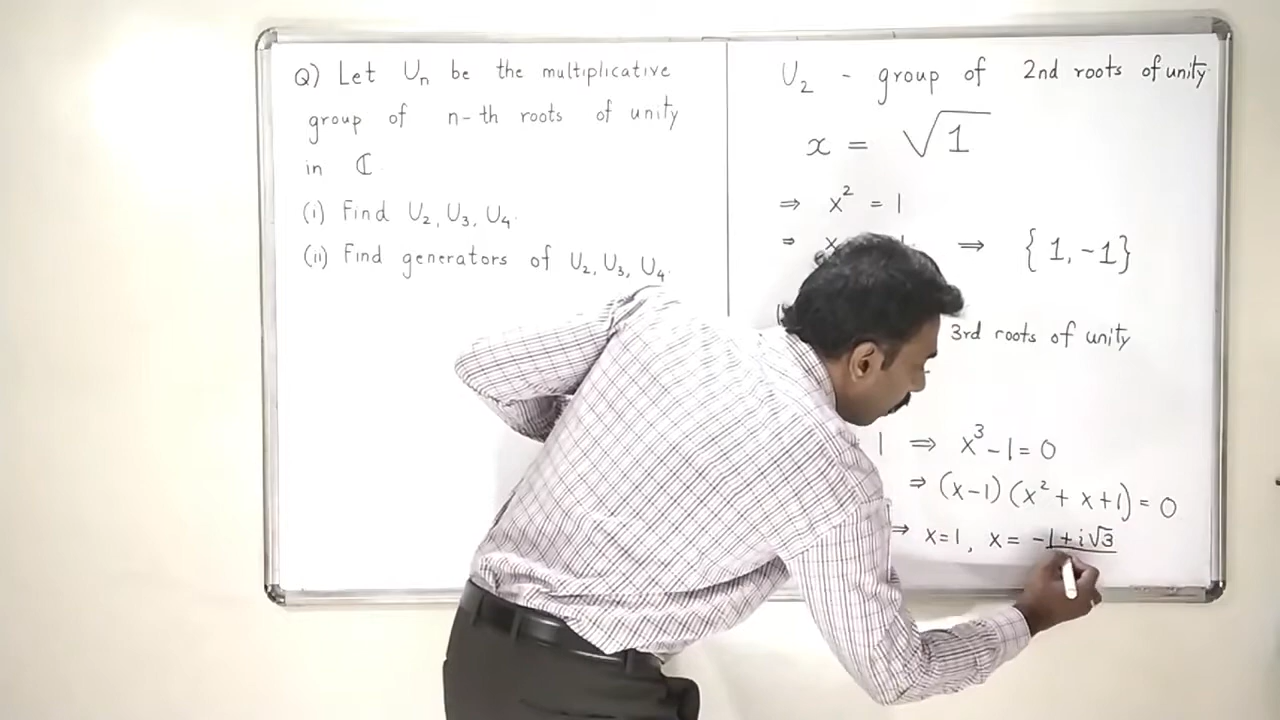 Q) Let Uₙ be the multiplicative
group of n-th roots of unity
in ℂ.
(i) Find U₂, U₃, U₄.
(ii) Find generators of U₂, U₃, U₄.
U₂ - group of 2nd roots of unity
x = √1
⇒ x² = 1
⇒ x ⇒ {1, -1}
3rd roots of unity
1 ⇒ x³ - 1 = 0
⇒ (x-1) (x² + x + 1) = 0
⇒ x=1, x = -1 + i√3